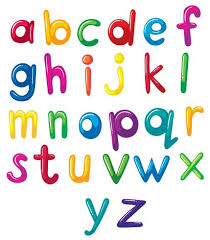 abcdef
ghijkl
mnopqr
stuvwx
yz